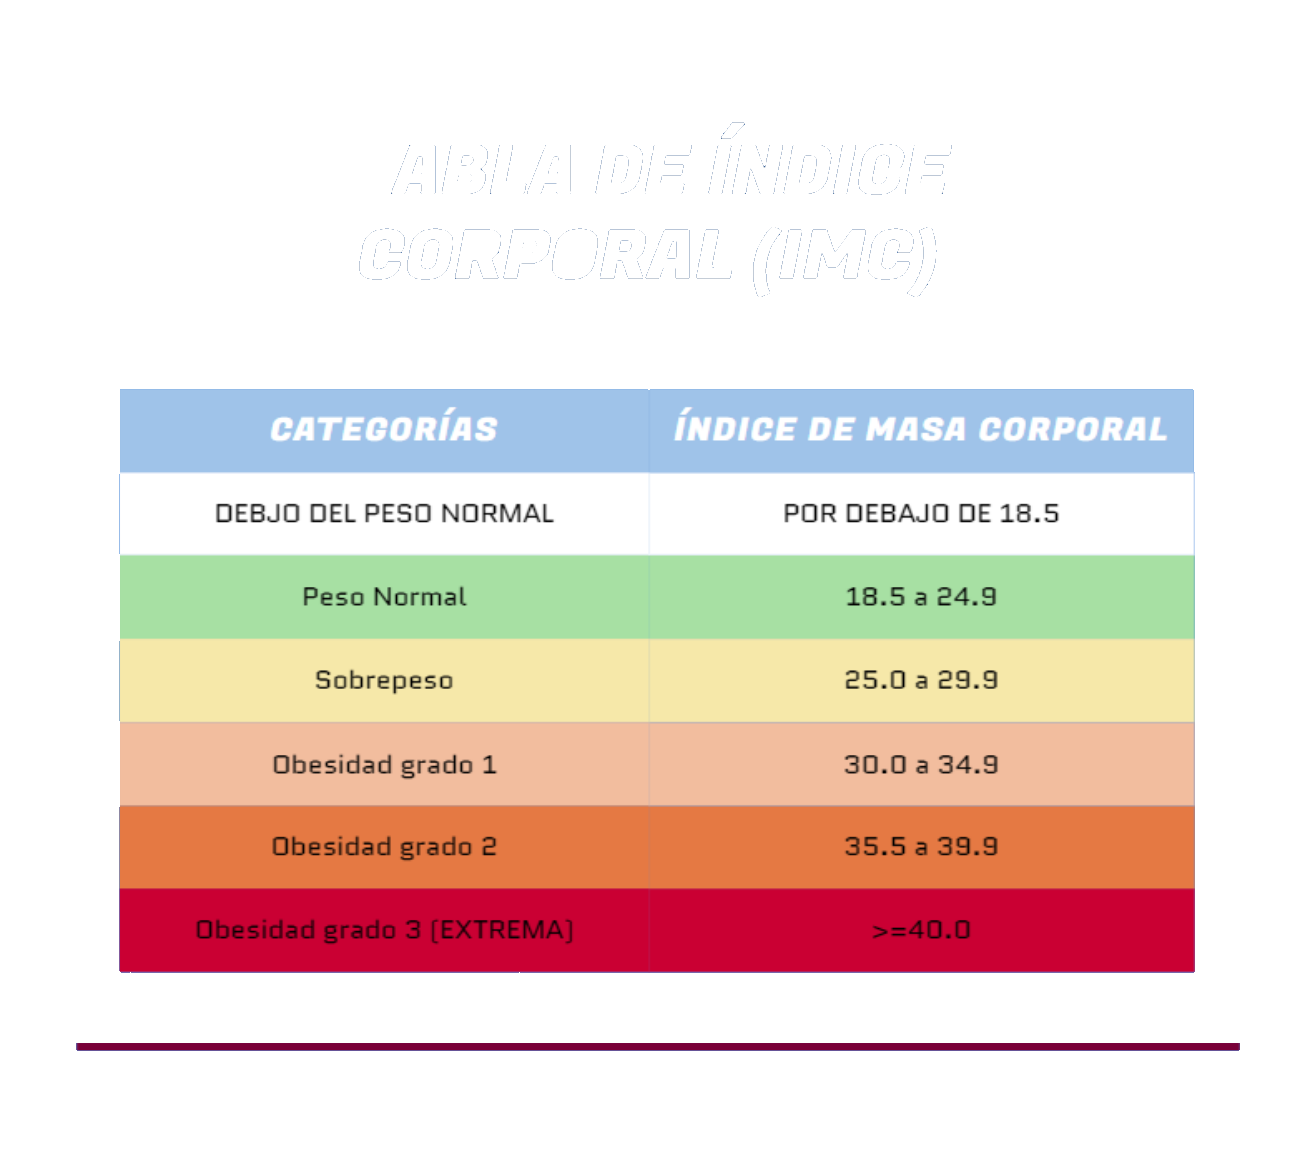 ABLA DE ÍNDICE
CORPORAL (IMC)
CATEGORÍAS ÍNDICE DE MASA CORPORAL
DEBJO DEL PESO NORMAL POR DEBAJO DE 18.5
Peso Normal 18.5 a 24.9
Sobrepeso 25.0 a 29.9
Obesidad grado 1 30.0 a 34.9
Obesidad grado 2 35.5 a 39.9
Obesidad grado 3 (EXTREMA) >=40.0